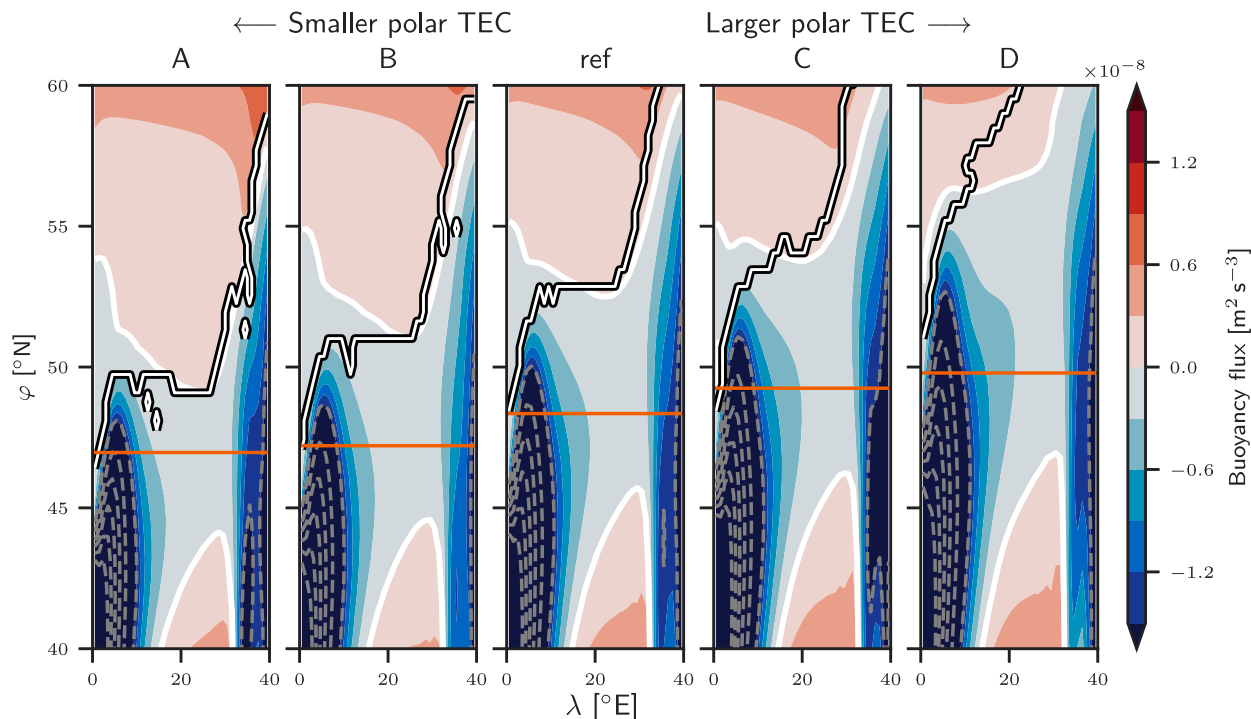 ⟵ Smaller polar TEC Larger polar TEC ⟶
A B ref C D
×10−8
60
55
50
45
40
φ [°N]
0 20 40 0 20 40 0 20 40 0 20 40 0 20 40
λ [°E]
1.2
0.6
0.0
−0.6
−1.2
Buoyancy flux [m² s⁻³]